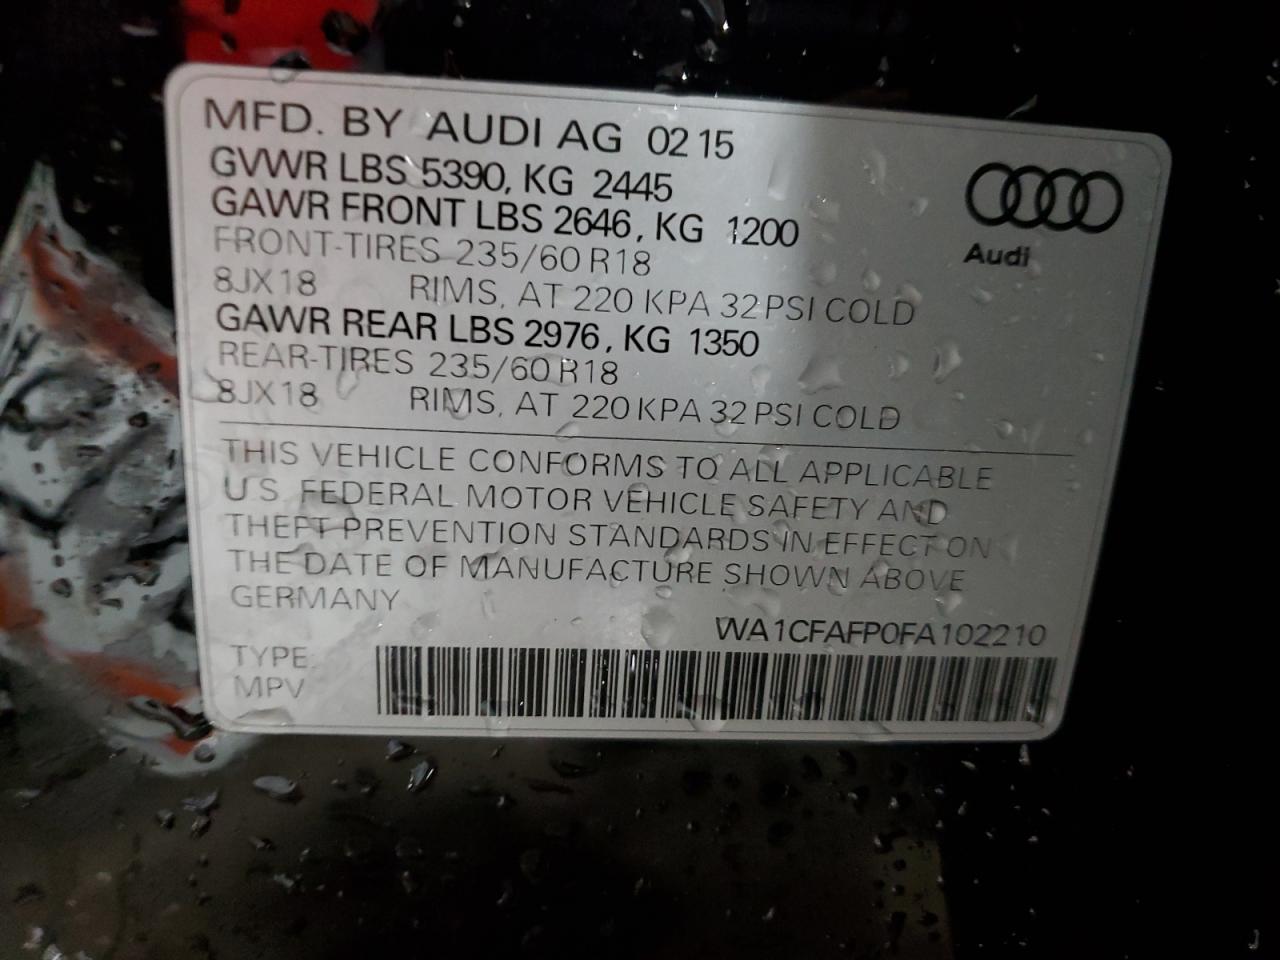 MFD. BY AUDI AG 02 15
GVWR LBS 5390, KG 2445
GAWR FRONT LBS 2646, KG 1200
FRONT-TIRES 235/60 R18
8JX18 RIMS, AT 220 KPA 32 PSI COLD
GAWR REAR LBS 2976, KG 1350
REAR-TIRES 235/60 R18
8JX18 RIMS, AT 220 KPA 32 PSI COLD
Audi
THIS VEHICLE CONFORMS TO ALL APPLICABLE
U.S. FEDERAL MOTOR VEHICLE SAFETY AND
THEFT PREVENTION STANDARDS IN EFFECT ON
THE DATE OF MANUFACTURE SHOWN ABOVE
GERMANY
WA1CFAFP0FA102210
TYPE:
MPV